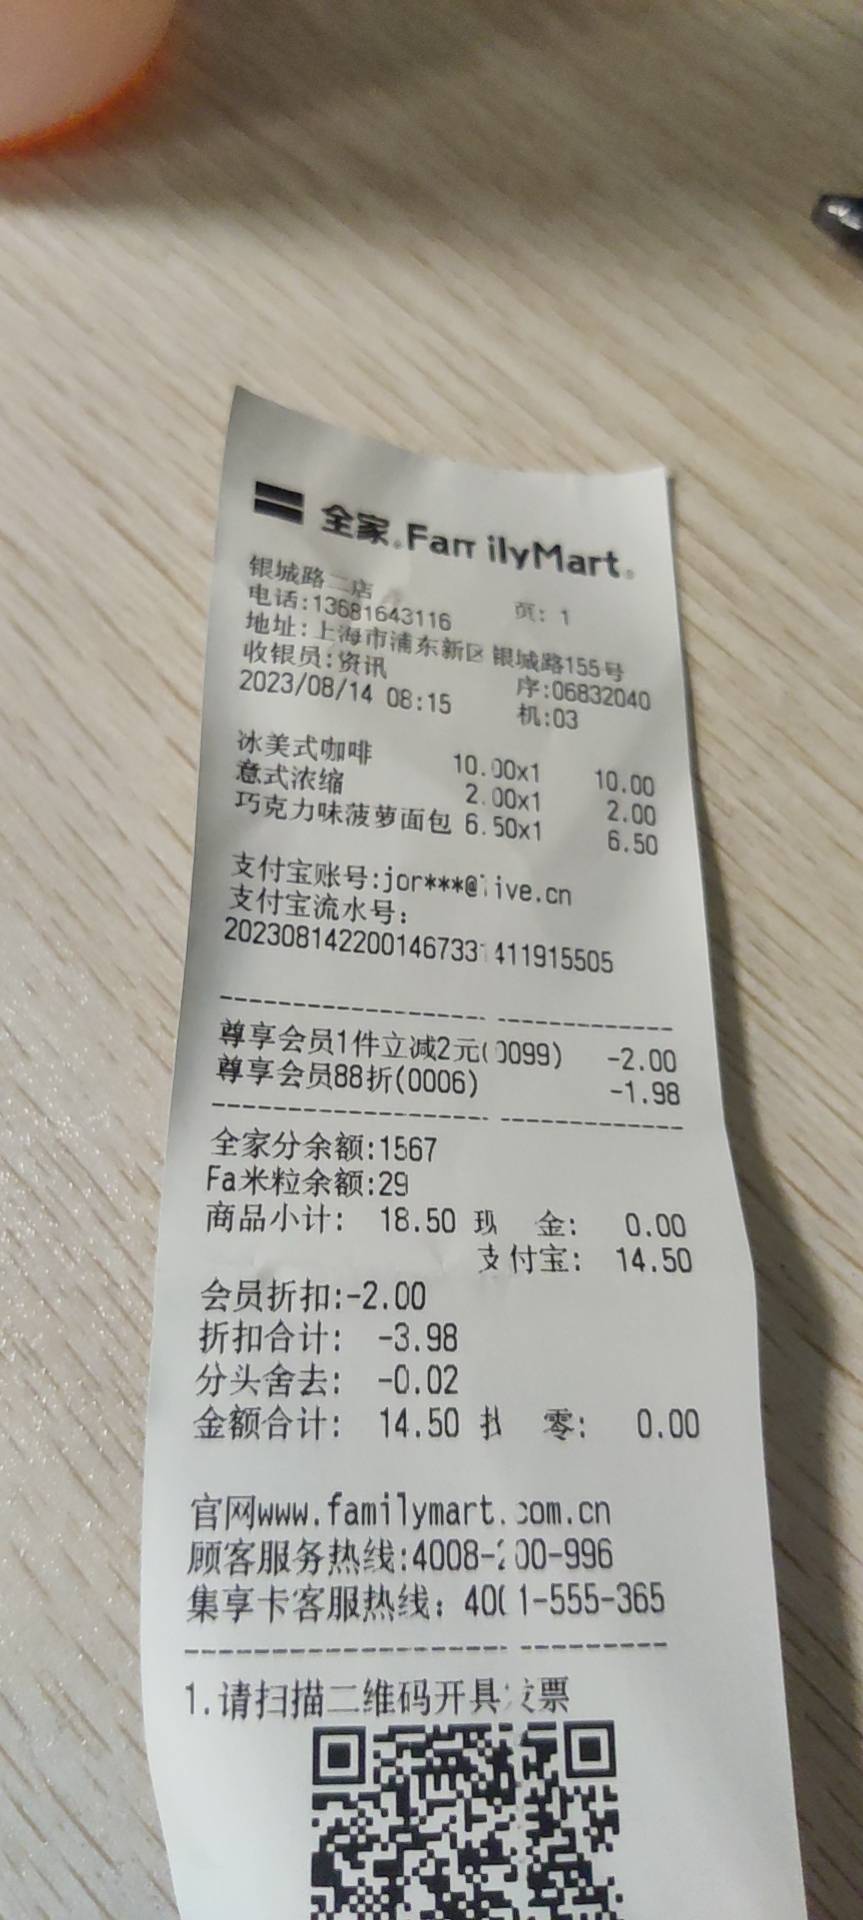 全家 FamilyMart
银城路二店 页: 1
电话:13681643116
地址:上海市浦东新区银城路155号
收银员:资讯 序:06832040
2023/08/14 08:15 机:03
冰美式咖啡 10.00x1 10.00
意式浓缩 2.00x1 2.00
巧克力味菠萝面包 6.50x1 6.50
支付宝账号:jor***@live.cn
支付宝流水号:
2023081422001467331411915505
尊享会员1件立减2元(0099) -2.00
尊享会员88折(0006) -1.98
全家分余额:1567
Fa米粒余额:29
商品小计: 18.50 现 金: 0.00
支付宝: 14.50
会员折扣:-2.00
折扣合计: -3.98
分头舍去: -0.02
金额合计: 14.50 找 零: 0.00
官网www.familymart.com.cn
顾客服务热线:4008-200-996
集享卡客服热线: 4001-555-365
1.请扫描二维码开具发票